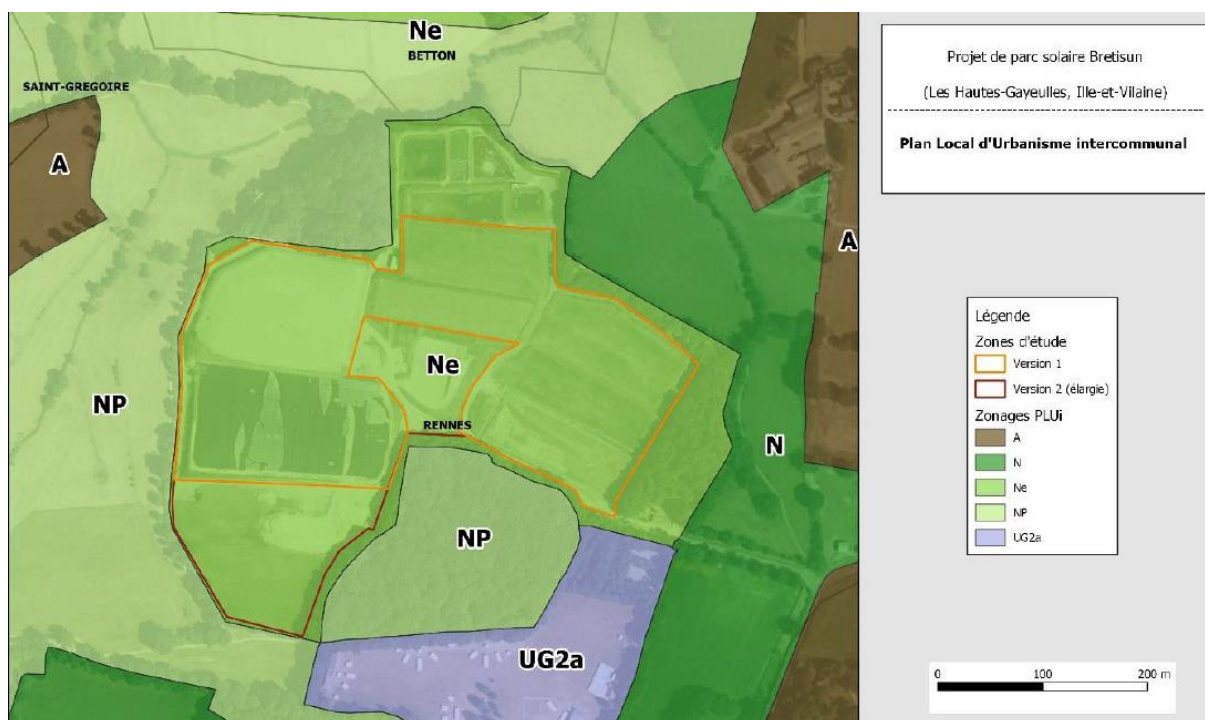 Ne
BETTON
SAINT-GREGOIRE
A
A
Ne
RENNES
NP
N
NP
UG2a
Projet de parc solaire Bretisun
(Les Hautes-Gayeulles, Ille-et-Vilaine)
Plan Local d'Urbanisme intercommunal
Légende
Zones d'étude
Version 1
Version 2 (élargie)
Zonages PLUi
A
N
Ne
NP
UG2a
0 100 200 m